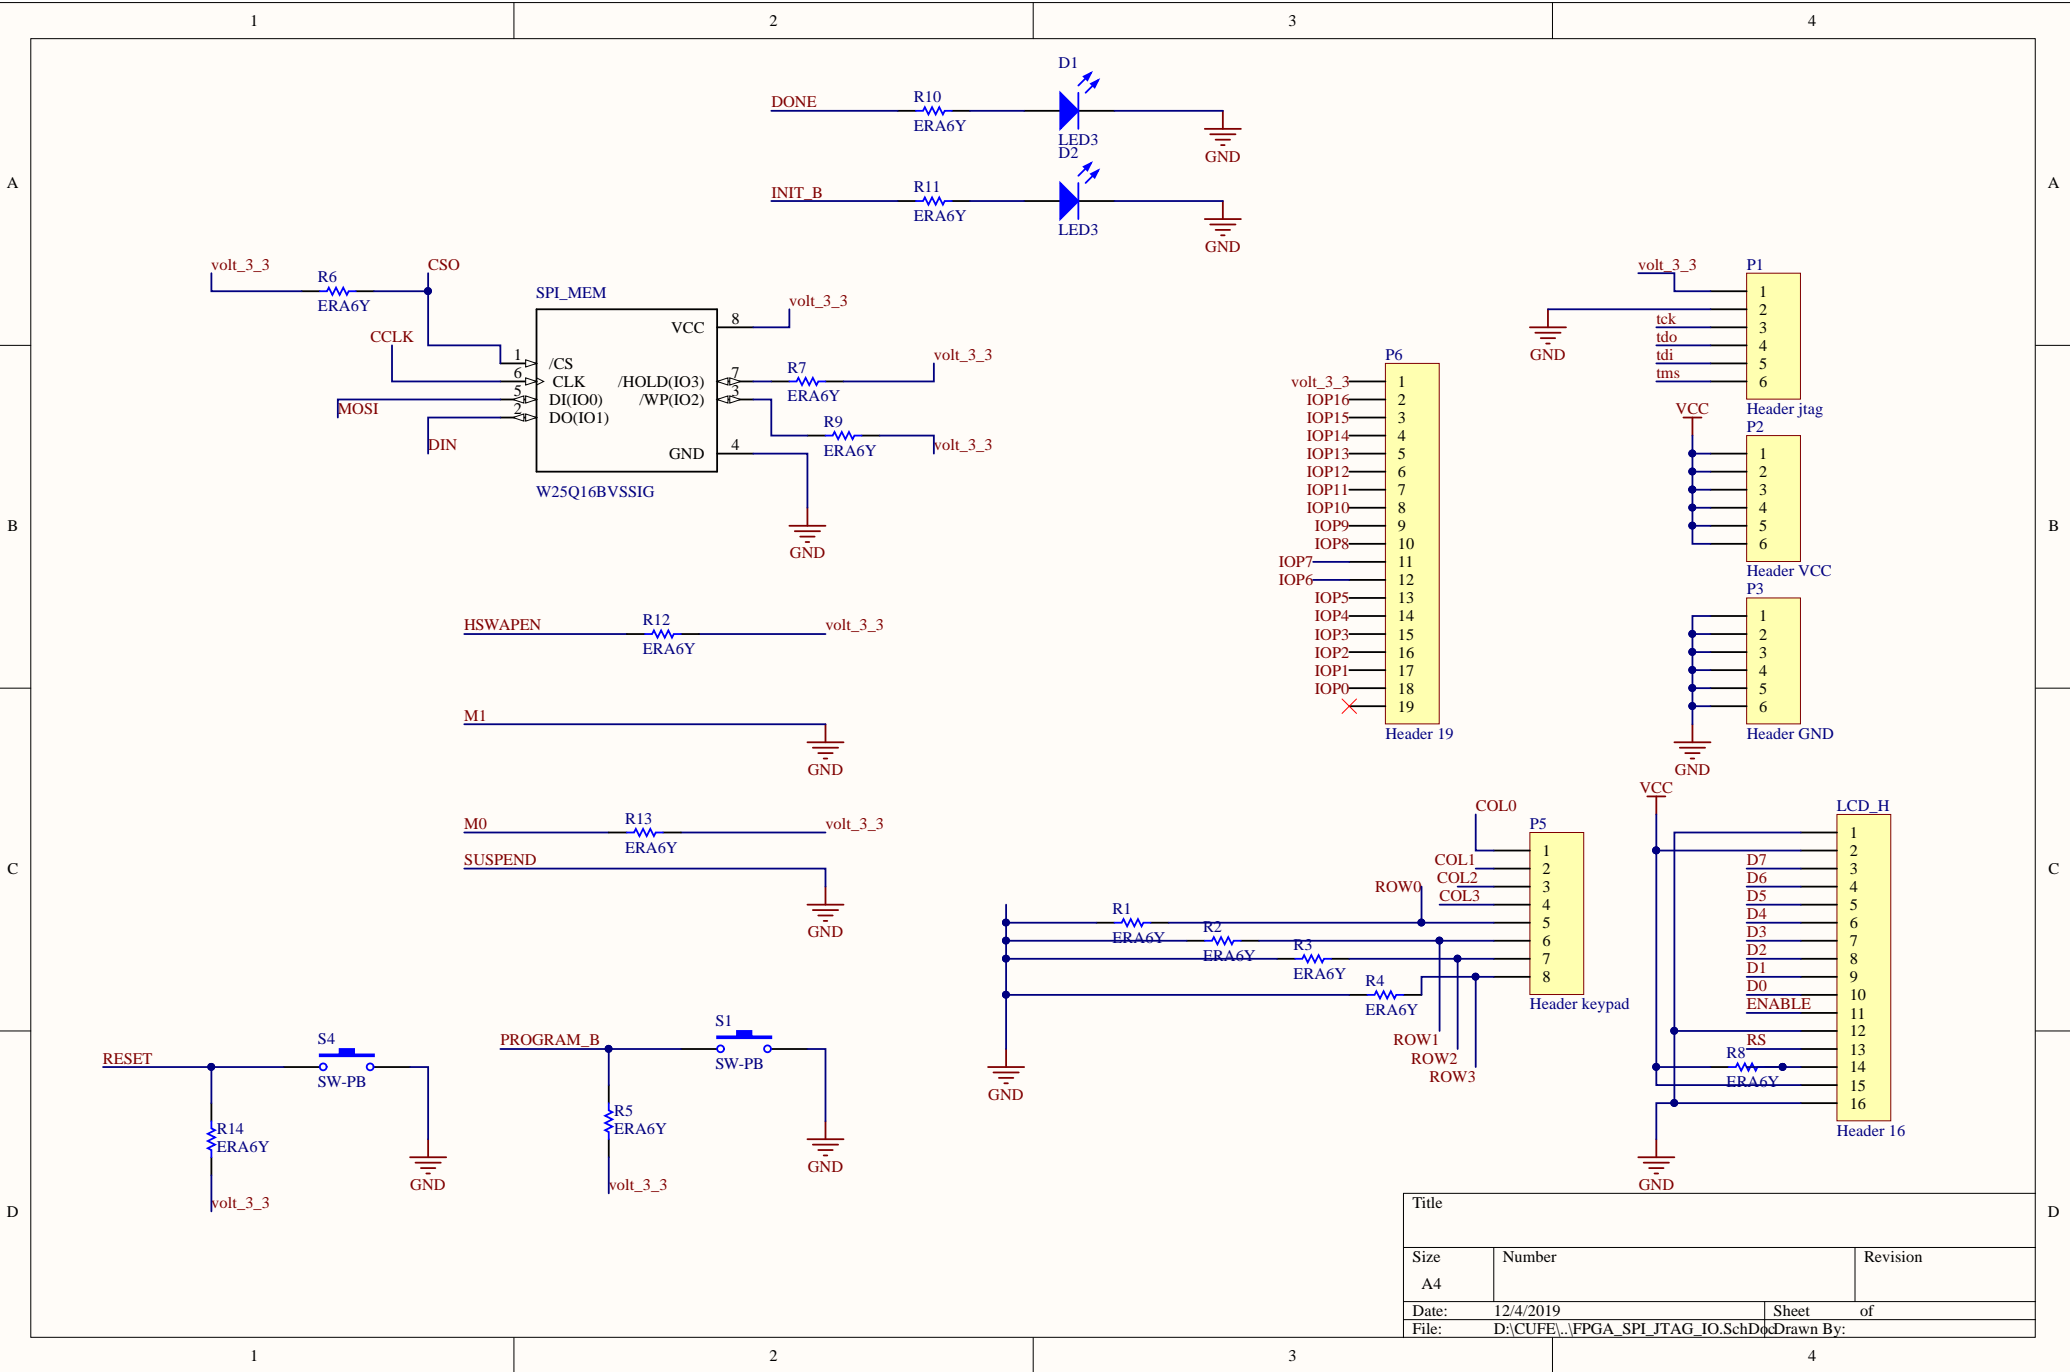 1
2
3
4
A
A
B
B
C
C
D
D
D1
DONE
R10
ERA6Y
LED3
GND
D2
INIT_B
R11
ERA6Y
LED3
GND
volt_3_3
R6
ERA6Y
CSO
CCLK
MOSI
DIN
SPI_MEM
VCC
8
volt_3_3
1
/CS
6
CLK
5
DI(IO0)
2
DO(IO1)
/HOLD(IO3)
7
/WP(IO2)
3
GND
4
W25Q16BVSSIG
R7
ERA6Y
volt_3_3
R9
ERA6Y
volt_3_3
GND
HSWAPEN
R12
ERA6Y
volt_3_3
M1
GND
M0
R13
ERA6Y
volt_3_3
SUSPEND
GND
RESET
S4
SW-PB
R14
ERA6Y
volt_3_3
GND
PROGRAM_B
S1
SW-PB
R5
ERA6Y
volt_3_3
GND
P6
volt_3_3 1
IOP16 2
IOP15 3
IOP14 4
IOP13 5
IOP12 6
IOP11 7
IOP10 8
IOP9 9
IOP8 10
IOP7 11
IOP6 12
IOP5 13
IOP4 14
IOP3 15
IOP2 16
IOP1 17
IOP0 18
19
Header 19
volt_3_3
P1
1
2
tck 3
tdo 4
tdi 5
tms 6
GND
Header jtag
VCC
P2
1
2
3
4
5
6
Header VCC
P3
1
2
3
4
5
6
Header GND
GND
COL0
P5
1
COL1 2
COL2 3
COL3 4
ROW0
5
6
7
8
Header keypad
R1
ERA6Y
R2
ERA6Y
R3
ERA6Y
R4
ERA6Y
ROW1
ROW2
ROW3
GND
VCC
LCD_H
1
2
D7 3
D6 4
D5 5
D4 6
D3 7
D2 8
D1 9
D0 10
ENABLE 11
12
RS 13
R8
14
ERA6Y
15
16
Header 16
GND
Title
Size
Number
Revision
A4
Date: 12/4/2019 Sheet of
File: D:\CUFE\..\FPGA_SPI_JTAG_IO.SchDoc Drawn By:
1
2
3
4